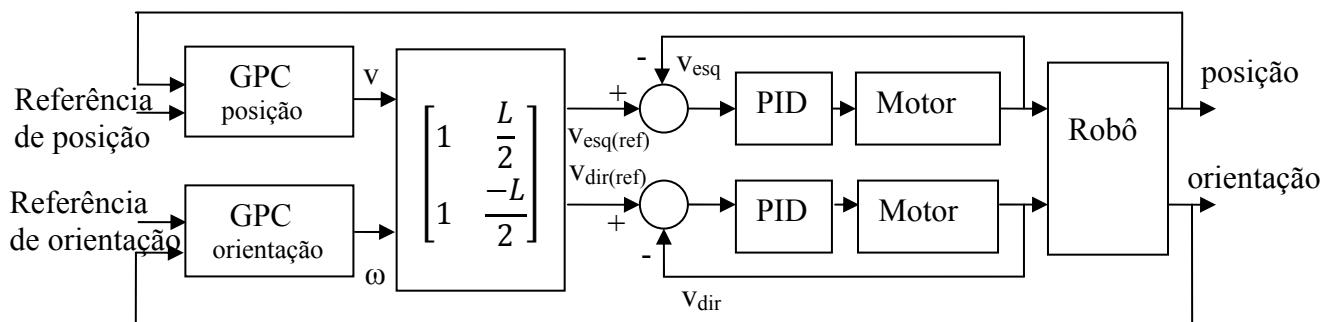 Referência
de posição
GPC
posição
v
1 L/2
1 -L/2
-
v_esq
+
v_esq(ref)
PID
Motor
Robô
posição
Referência
de orientação
GPC
orientação
ω
v_dir(ref)
+
-
v_dir
PID
Motor
orientação